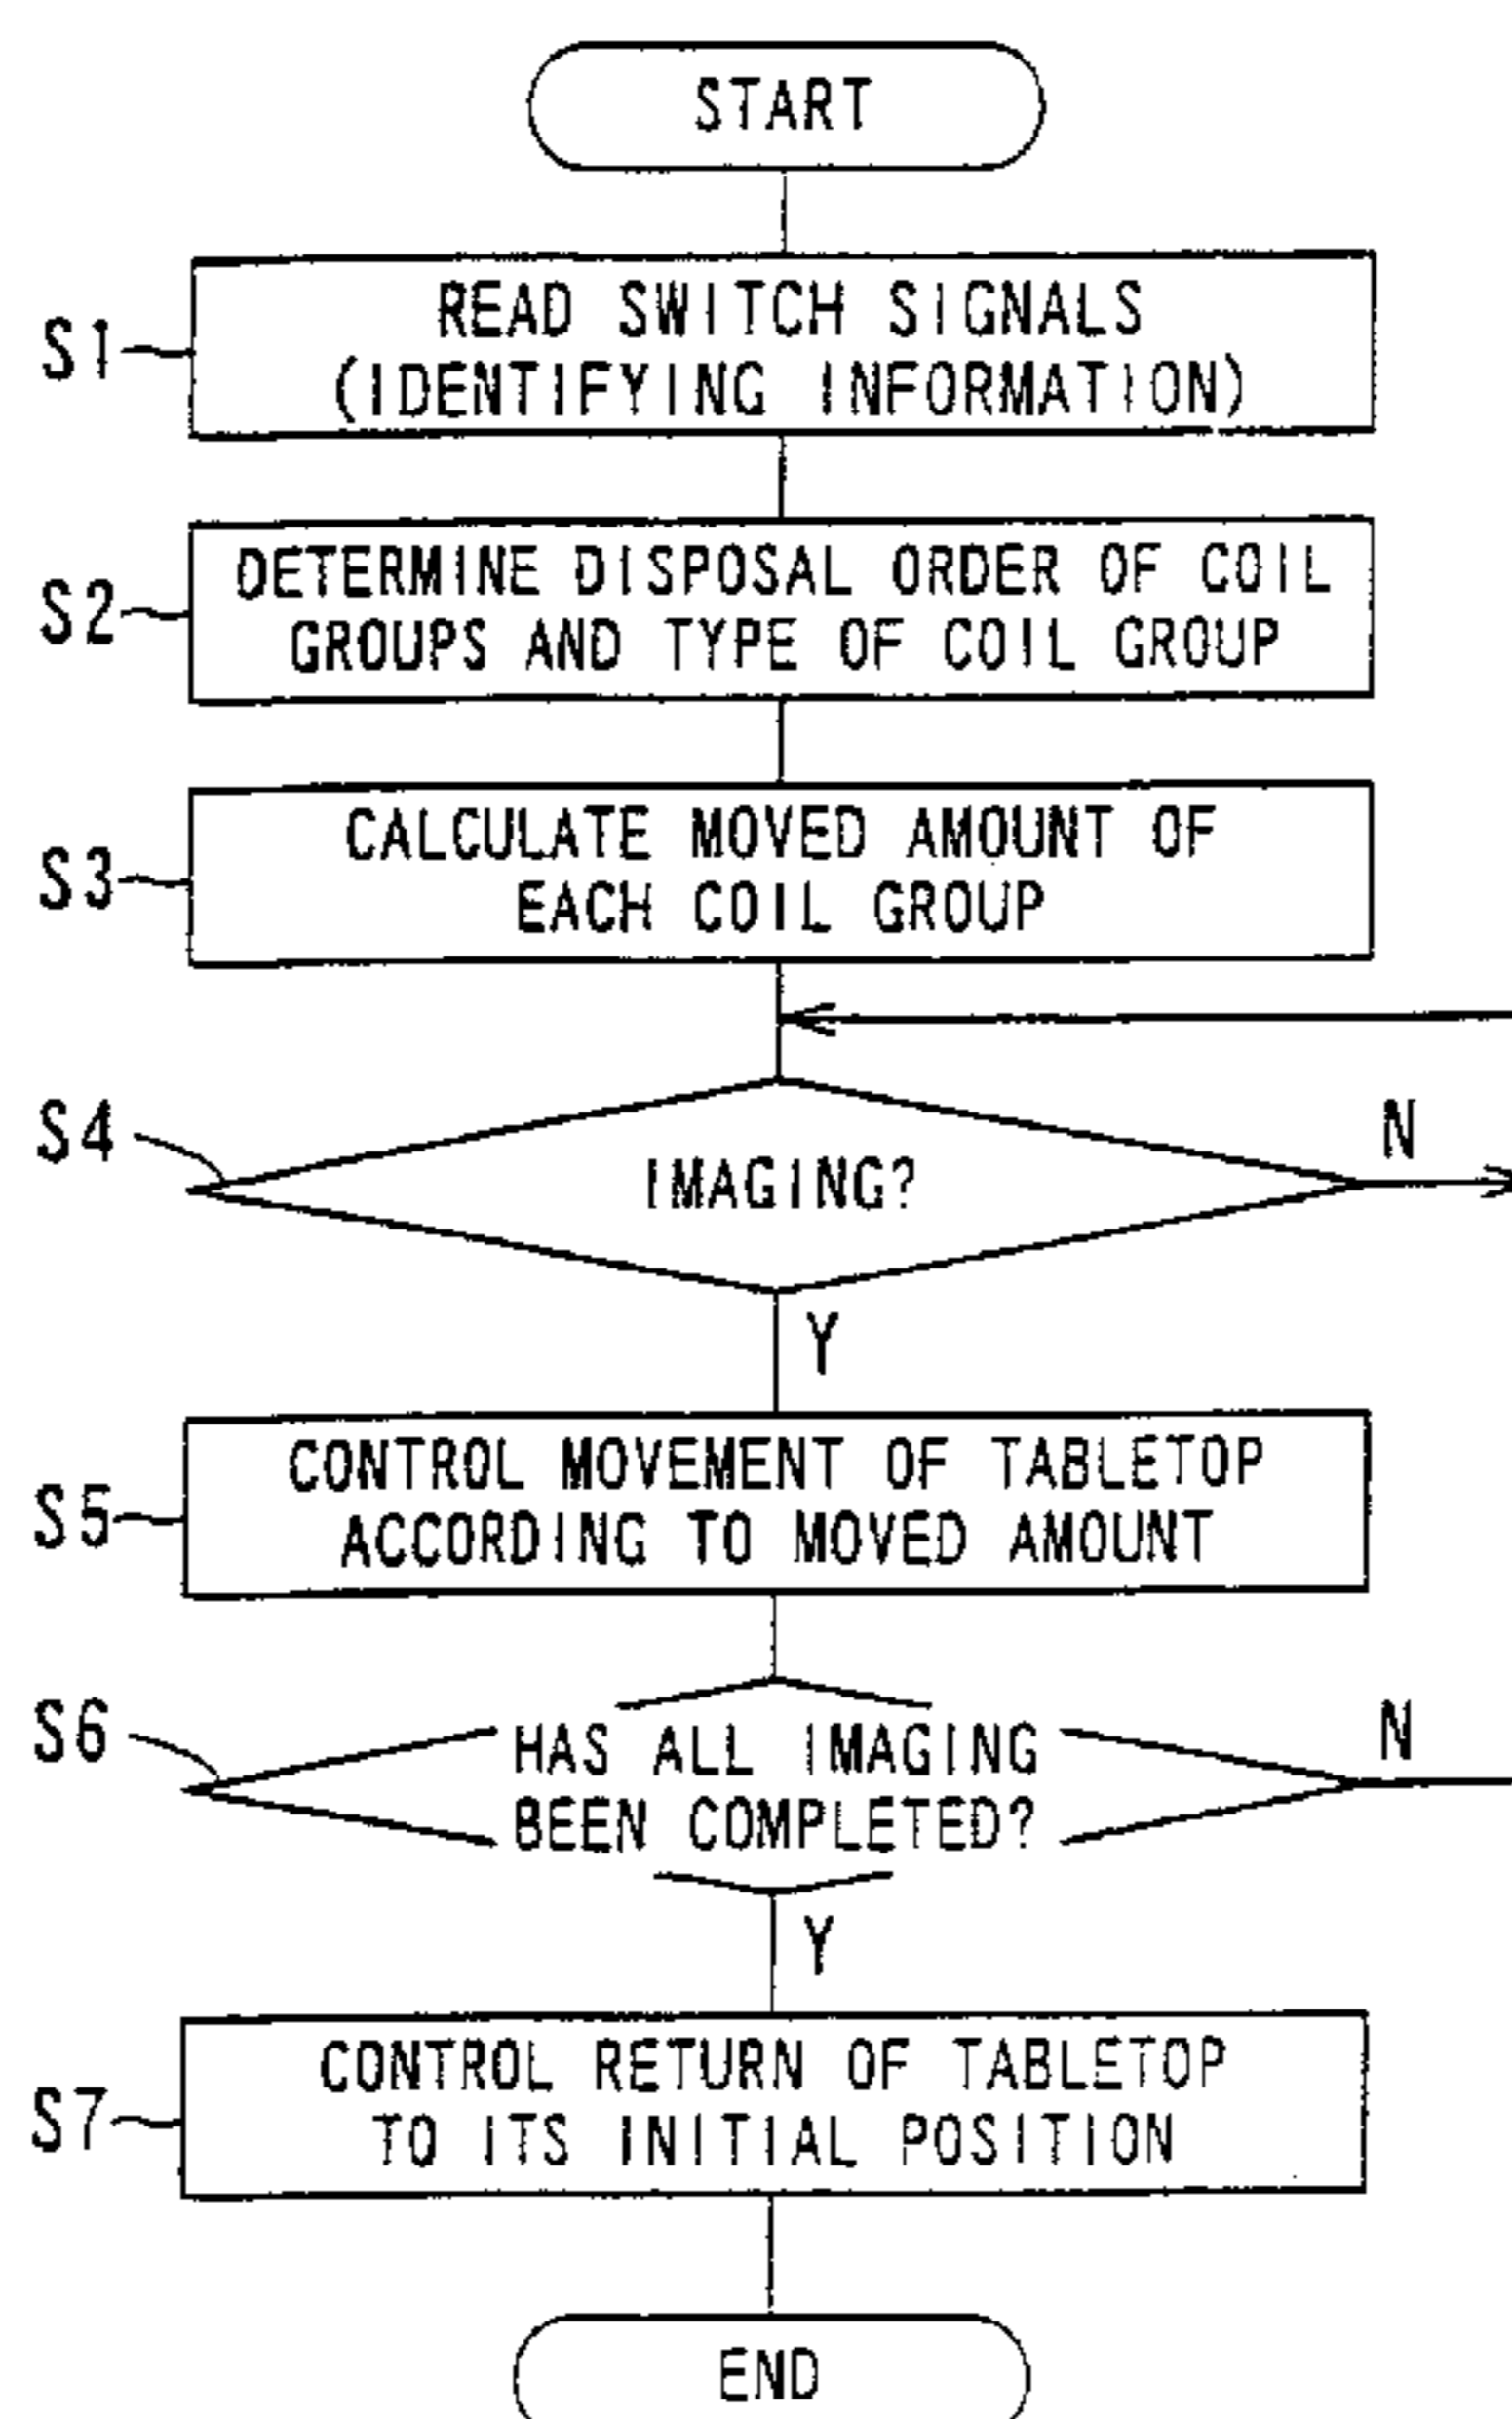 START
S1
READ SWITCH SIGNALS
(IDENTIFYING INFORMATION)
S2
DETERMINE DISPOSAL ORDER OF COIL
GROUPS AND TYPE OF COIL GROUP
S3
CALCULATE MOVED AMOUNT OF
EACH COIL GROUP
S4
IMAGING?
N
Y
S5
CONTROL MOVEMENT OF TABLETOP
ACCORDING TO MOVED AMOUNT
S6
HAS ALL IMAGING
BEEN COMPLETED?
N
Y
S7
CONTROL RETURN OF TABLETOP
TO ITS INITIAL POSITION
END